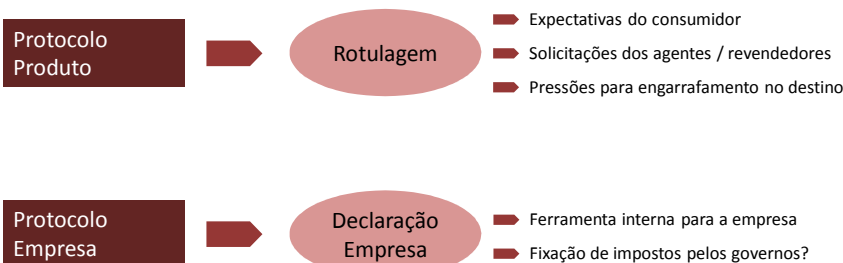 Protocolo
Produto
Rotulagem
Expectativas do consumidor
Solicitações dos agentes / revendedores
Pressões para engarrafamento no destino
Protocolo
Empresa
Declaração
Empresa
Ferramenta interna para a empresa
Fixação de impostos pelos governos?